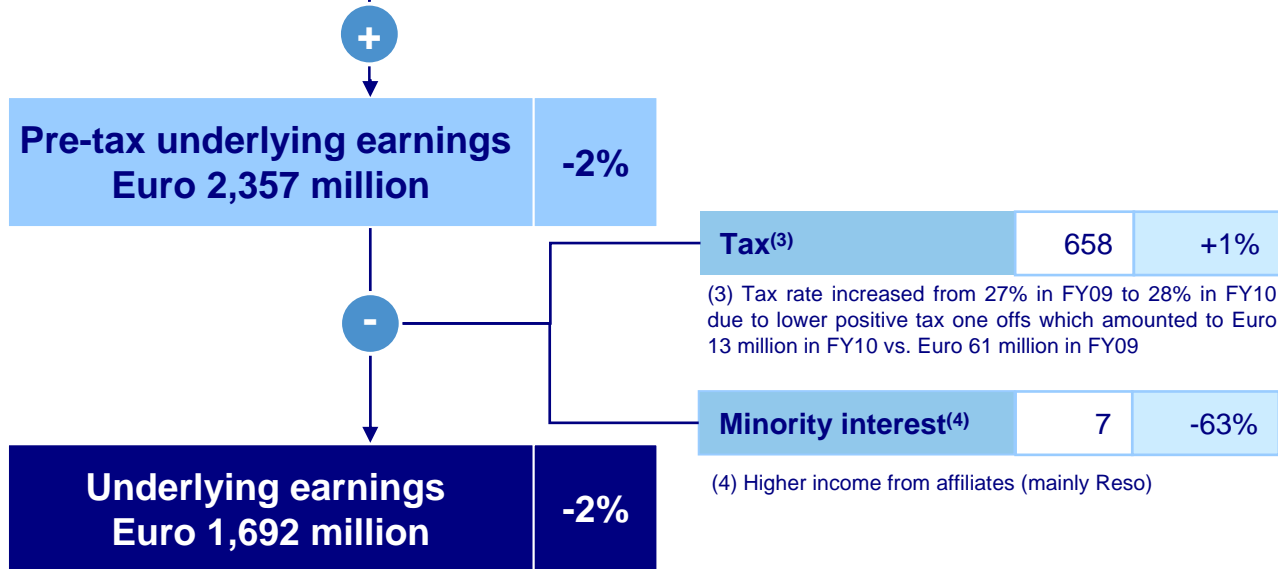 +
Pre-tax underlying earnings
Euro 2,357 million
-2%
Tax(3)
658
+1%
(3) Tax rate increased from 27% in FY09 to 28% in FY10
due to lower positive tax one offs which amounted to Euro
13 million in FY10 vs. Euro 61 million in FY09
-
Minority interest(4)
7
-63%
(4) Higher income from affiliates (mainly Reso)
Underlying earnings
Euro 1,692 million
-2%